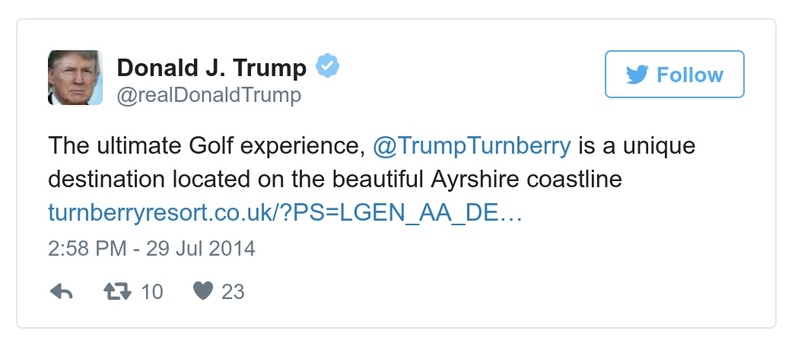 Donald J. Trump
@realDonaldTrump
Follow
The ultimate Golf experience, @TrumpTurnberry is a unique
destination located on the beautiful Ayrshire coastline
turnberryresort.co.uk/?PS=LGEN_AA_DE…
2:58 PM - 29 Jul 2014
10 23